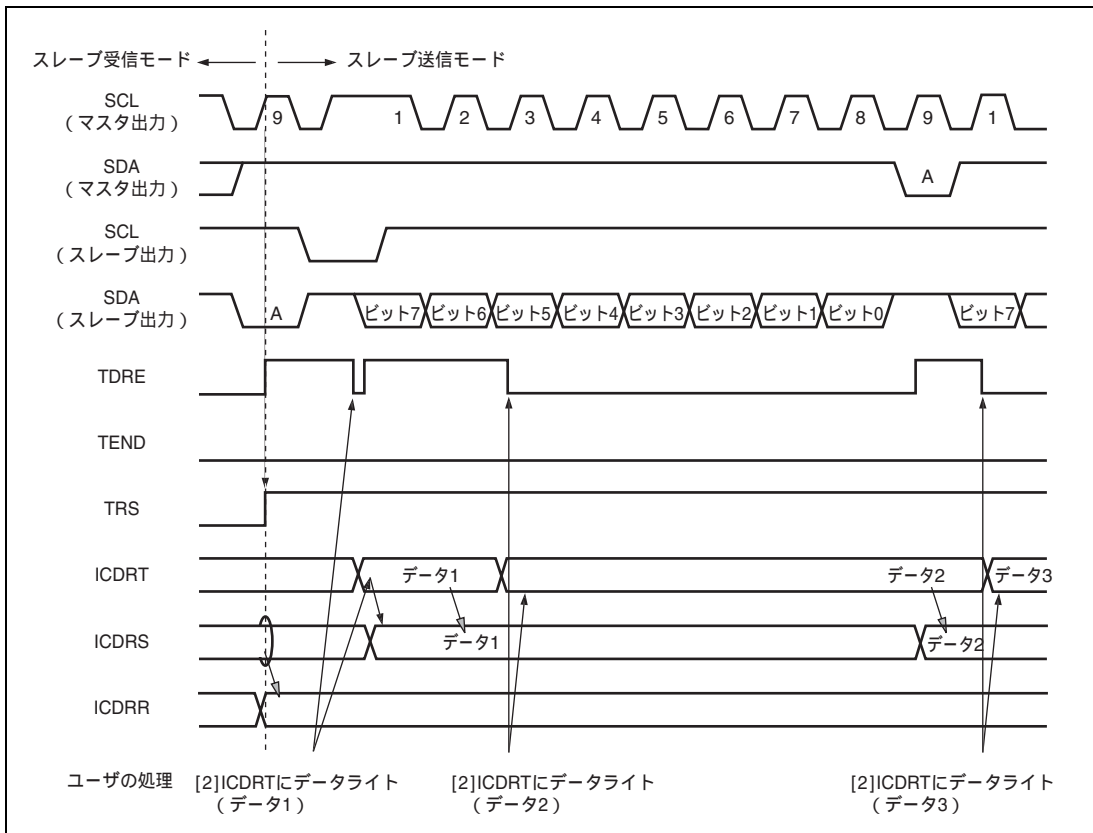 スレーブ受信モード スレーブ送信モード
SCL
（マスタ出力）
9 1 2 3 4 5 6 7 8 9 1
SDA
（マスタ出力）
A
SCL
（スレーブ出力）
SDA
（スレーブ出力）
A ビット7 ビット6 ビット5 ビット4 ビット3 ビット2 ビット1 ビット0 ビット7
TDRE
TEND
TRS
ICDRT データ1 データ2 データ3
ICDRS データ1 データ2
ICDRR
ユーザの処理 [2]ICDRTにデータライト
（データ1）
[2]ICDRTにデータライト
（データ2）
[2]ICDRTにデータライト
（データ3）